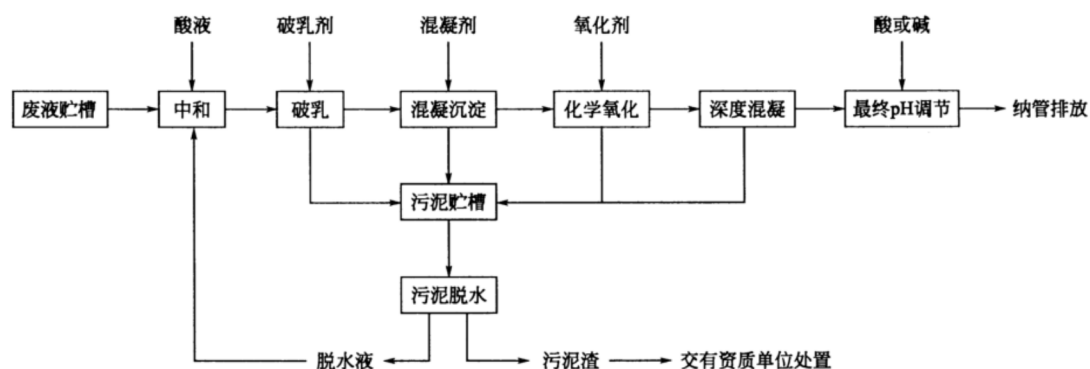 酸液 破乳剂 混凝剂 氧化剂 酸或碱
废液贮槽 中和 破乳 混凝沉淀 化学氧化 深度混凝 最终pH调节 纳管排放
污泥贮槽
污泥脱水
脱水液 污泥渣 交有资质单位处置